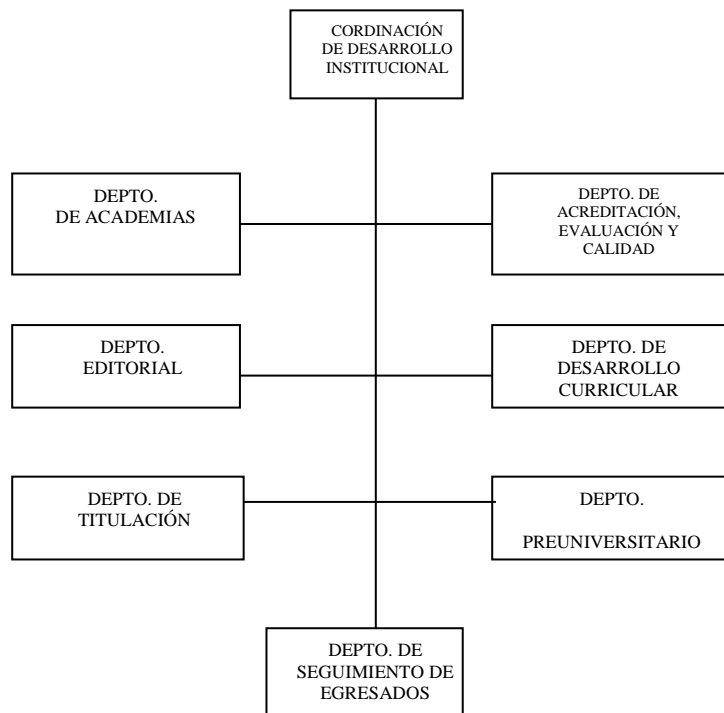 CORDINACIÓN
DE DESARROLLO
INSTITUCIONAL
DEPTO.
DE ACADEMIAS
DEPTO. DE
ACREDITACIÓN,
EVALUACIÓN Y
CALIDAD
DEPTO.
EDITORIAL
DEPTO. DE
DESARROLLO
CURRICULAR
DEPTO. DE
TITULACIÓN
DEPTO.
PREUNIVERSITARIO
DEPTO. DE
SEGUIMIENTO DE
EGRESADOS